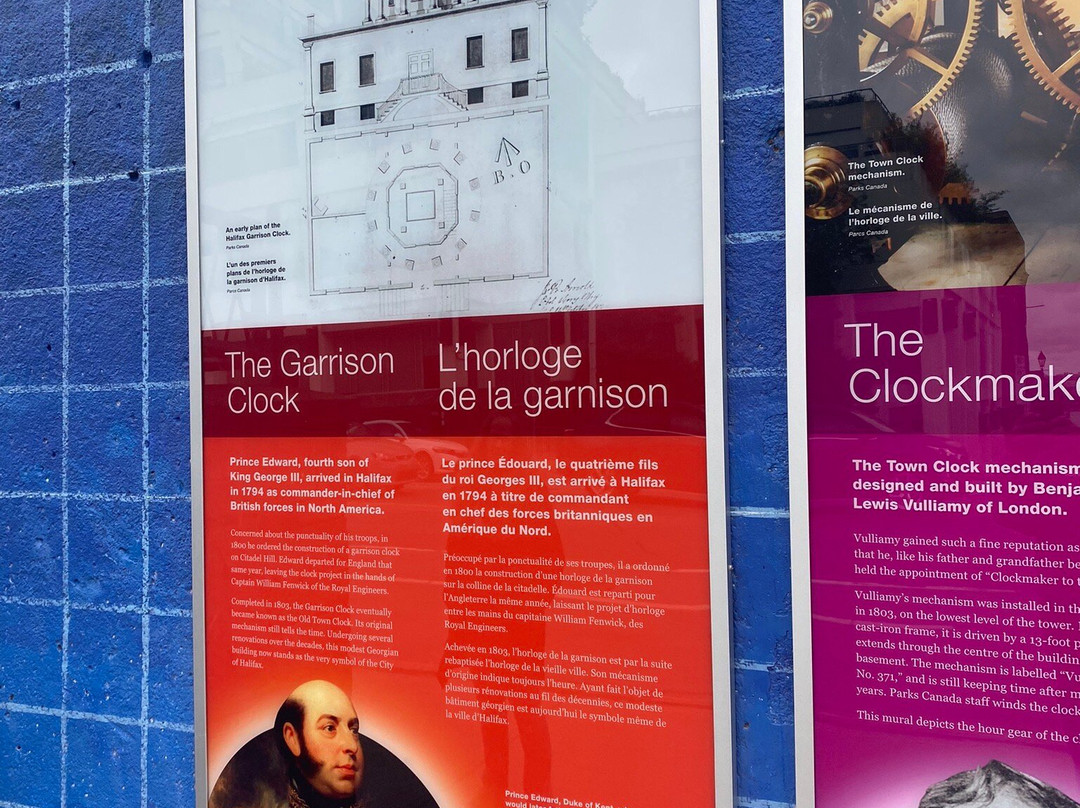 An early plan of the
Halifax Garrison Clock.
Parks Canada
L'un des premiers
plans de l'horloge de
la garnison d'Halifax.
Parcs Canada
B.O
The Garrison
Clock
L'horloge
de la garnison
Prince Edward, fourth son of
King George III, arrived in Halifax
in 1794 as commander-in-chief of
British forces in North America.
Concerned about the punctuality of his troops, in
1800 he ordered the construction of a garrison clock
on Citadel Hill. Edward departed for England that
same year, leaving the clock project in the hands of
Captain William Fenwick of the Royal Engineers.
Completed in 1803, the Garrison Clock eventually
became known as the Old Town Clock. Its original
mechanism still tells the time. Undergoing several
renovations over the decades, this modest Georgian
building now stands as the very symbol of the City
of Halifax.
Le prince Édouard, le quatrième fils
du roi Georges III, est arrivé à Halifax
en 1794 à titre de commandant
en chef des forces britanniques en
Amérique du Nord.
Préoccupé par la ponctualité de ses troupes, il a ordonné
en 1800 la construction d'une horloge de la garnison
sur la colline de la citadelle. Édouard est reparti pour
l'Angleterre la même année, laissant le projet d'horloge
entre les mains du capitaine William Fenwick, des
Royal Engineers.
Achevée en 1803, l'horloge de la garnison est par la suite
rebaptisée l'horloge de la vieille ville. Son mécanisme
d'origine indique toujours l'heure. Ayant fait l'objet de
plusieurs rénovations au fil des décennies, ce modeste
bâtiment géorgien est aujourd'hui le symbole même de
la ville d'Halifax.
Prince Edward, Duke of Kent
would later
The Town Clock
mechanism.
Parks Canada
Le mécanisme de
l'horloge de la ville.
Parcs Canada
The
Clockmake
The Town Clock mechanism
designed and built by Benja
Lewis Vulliamy of London.
Vulliamy gained such a fine reputation as
that he, like his father and grandfather be
held the appointment of "Clockmaker to t
Vulliamy's mechanism was installed in th
in 1803, on the lowest level of the tower.
cast-iron frame, it is driven by a 13-foot p
extends through the centre of the buildin
basement. The mechanism is labelled "Vu
No. 371," and is still keeping time after m
years. Parks Canada staff winds the clock
This mural depicts the hour gear of the c